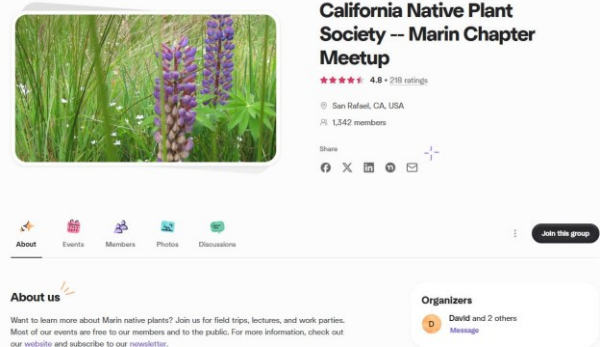 California Native Plant
Society -- Marin Chapter
Meetup
4.8 • 218 ratings
San Rafael, CA, USA
1,342 members
Share
About
Events
Members
Photos
Discussions
Join this group
About us
Want to learn more about Marin native plants? Join us for field trips, lectures, and work parties.
Most of our events are free to our members and to the public. For more information, check out
our website and subscribe to our newsletter.
Organizers
D
David and 2 others
Message